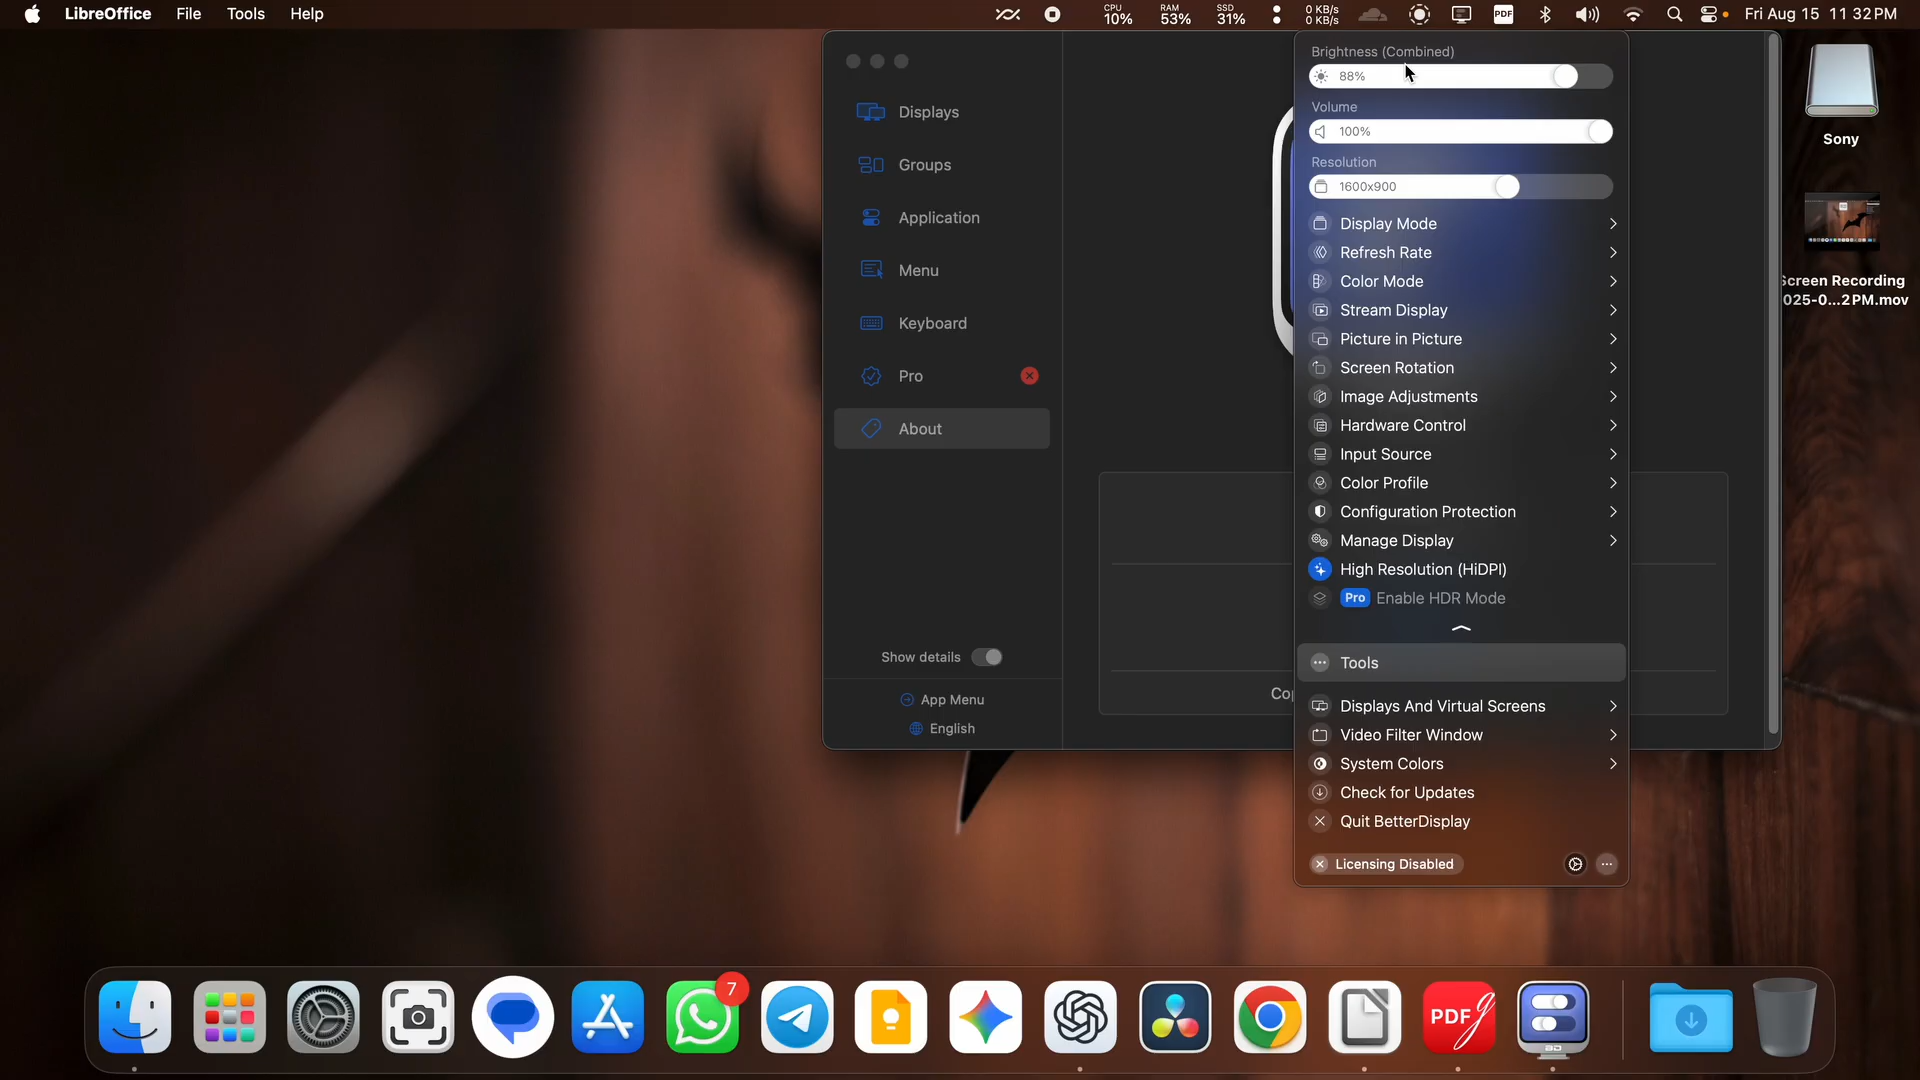 LibreOffice File Tools Help
CPU 10% RAM 53% SSD 31% 0 KB/s 0 KB/s PDF Fri Aug 15 11 32 PM
Displays
Groups
Application
Menu
Keyboard
Pro
About
Show details
App Menu
English
Cop
Brightness (Combined)
88%
Volume
100%
Resolution
1600x900
Display Mode
Refresh Rate
Color Mode
Stream Display
Picture in Picture
Screen Rotation
Image Adjustments
Hardware Control
Input Source
Color Profile
Configuration Protection
Manage Display
High Resolution (HiDPI)
Pro Enable HDR Mode
Tools
Displays And Virtual Screens
Video Filter Window
System Colors
Check for Updates
Quit BetterDisplay
Licensing Disabled
Sony
Screen Recording
025-0...2PM.mov
7
PDFg